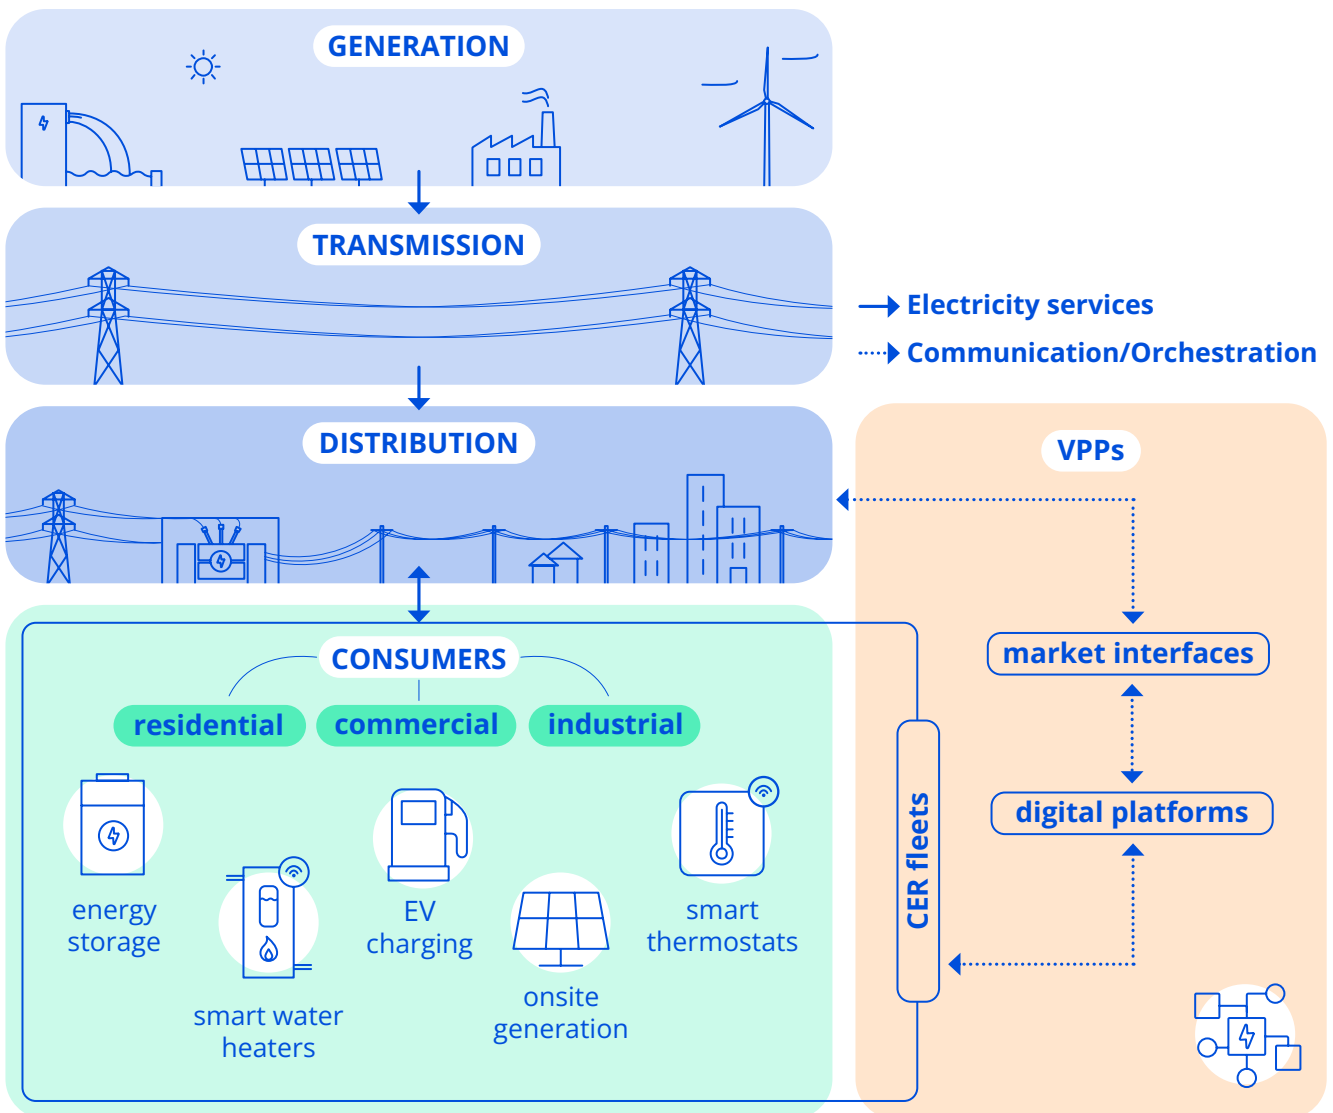 GENERATION
TRANSMISSION
Electricity services
Communication/Orchestration
DISTRIBUTION
VPPs
CONSUMERS
residential
commercial
industrial
energy
storage
smart water
heaters
EV
charging
onsite
generation
smart
thermostats
CER fleets
market interfaces
digital platforms